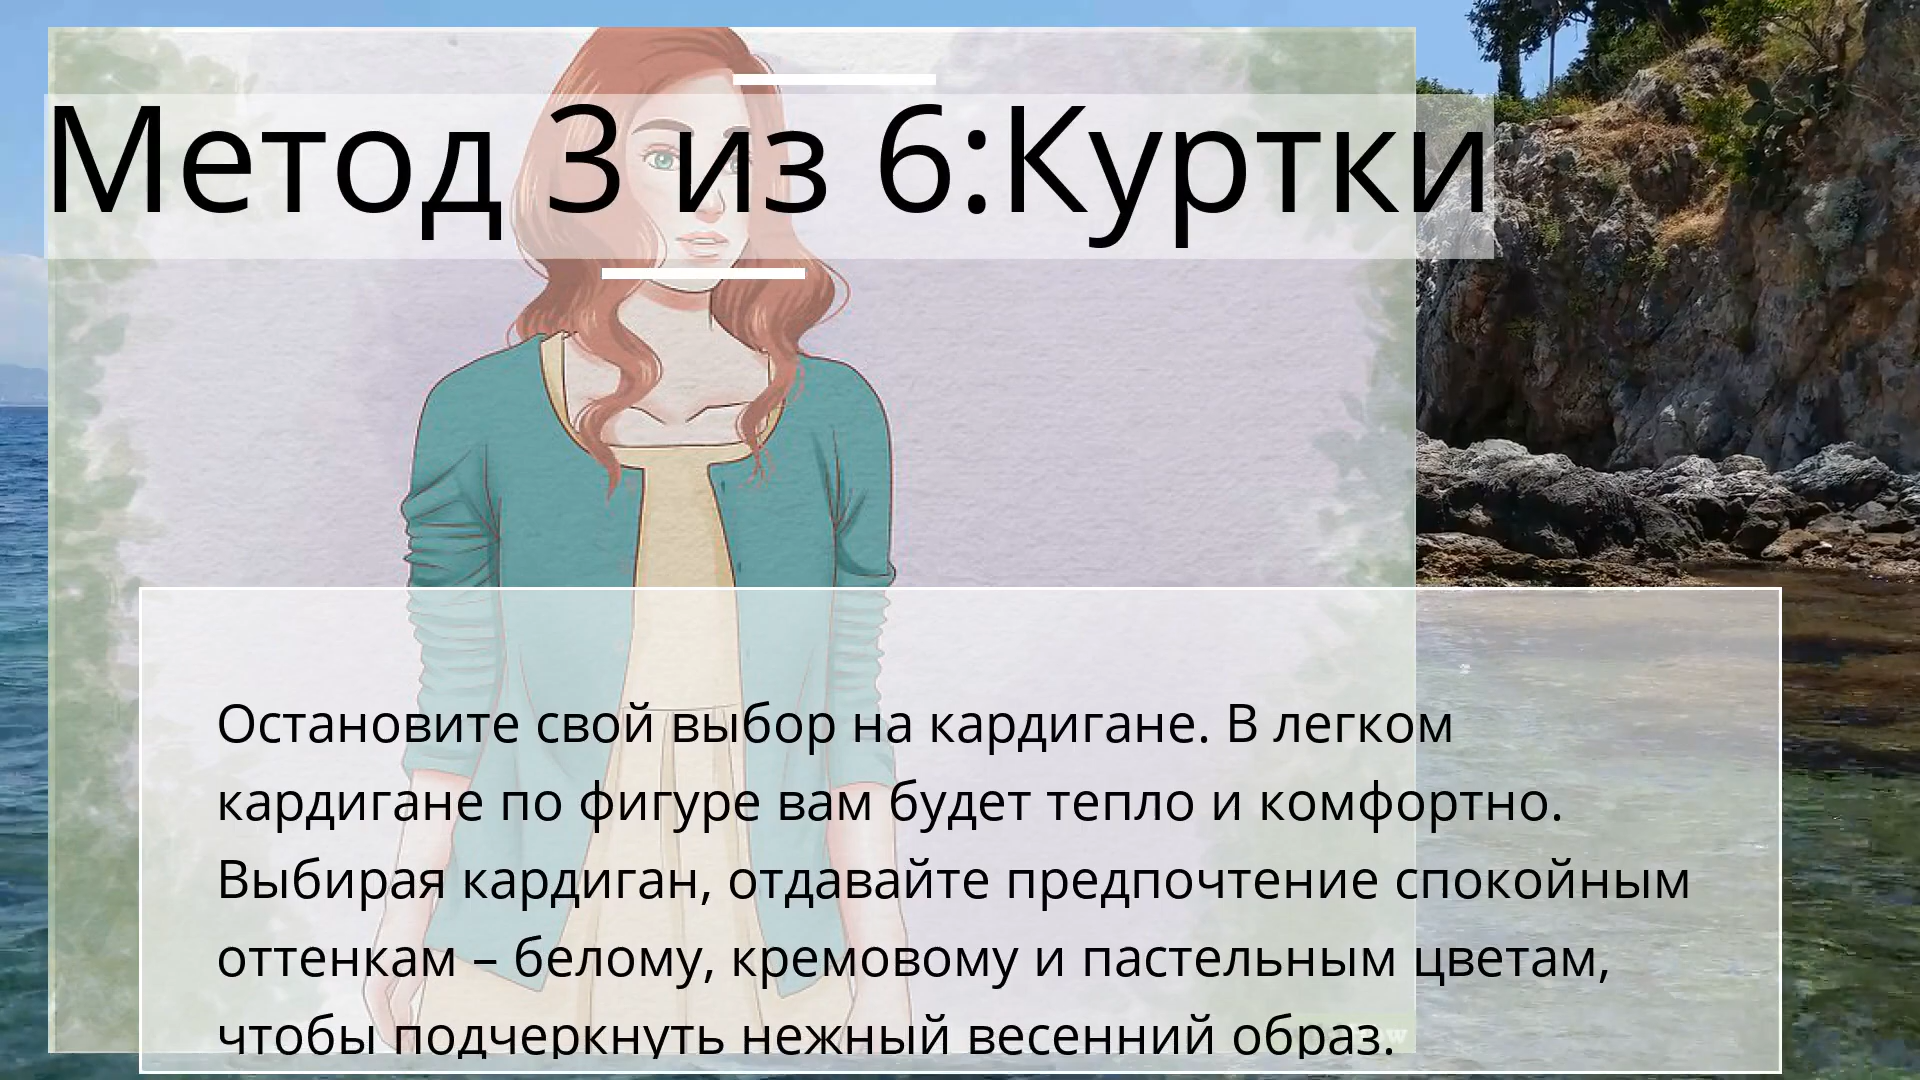 Метод 3 из 6:Куртки
Остановите свой выбор на кардигане. В легком
кардигане по фигуре вам будет тепло и комфортно.
Выбирая кардиган, отдавайте предпочтение спокойным
оттенкам – белому, кремовому и пастельным цветам,
чтобы подчеркнуть нежный весенний образ.